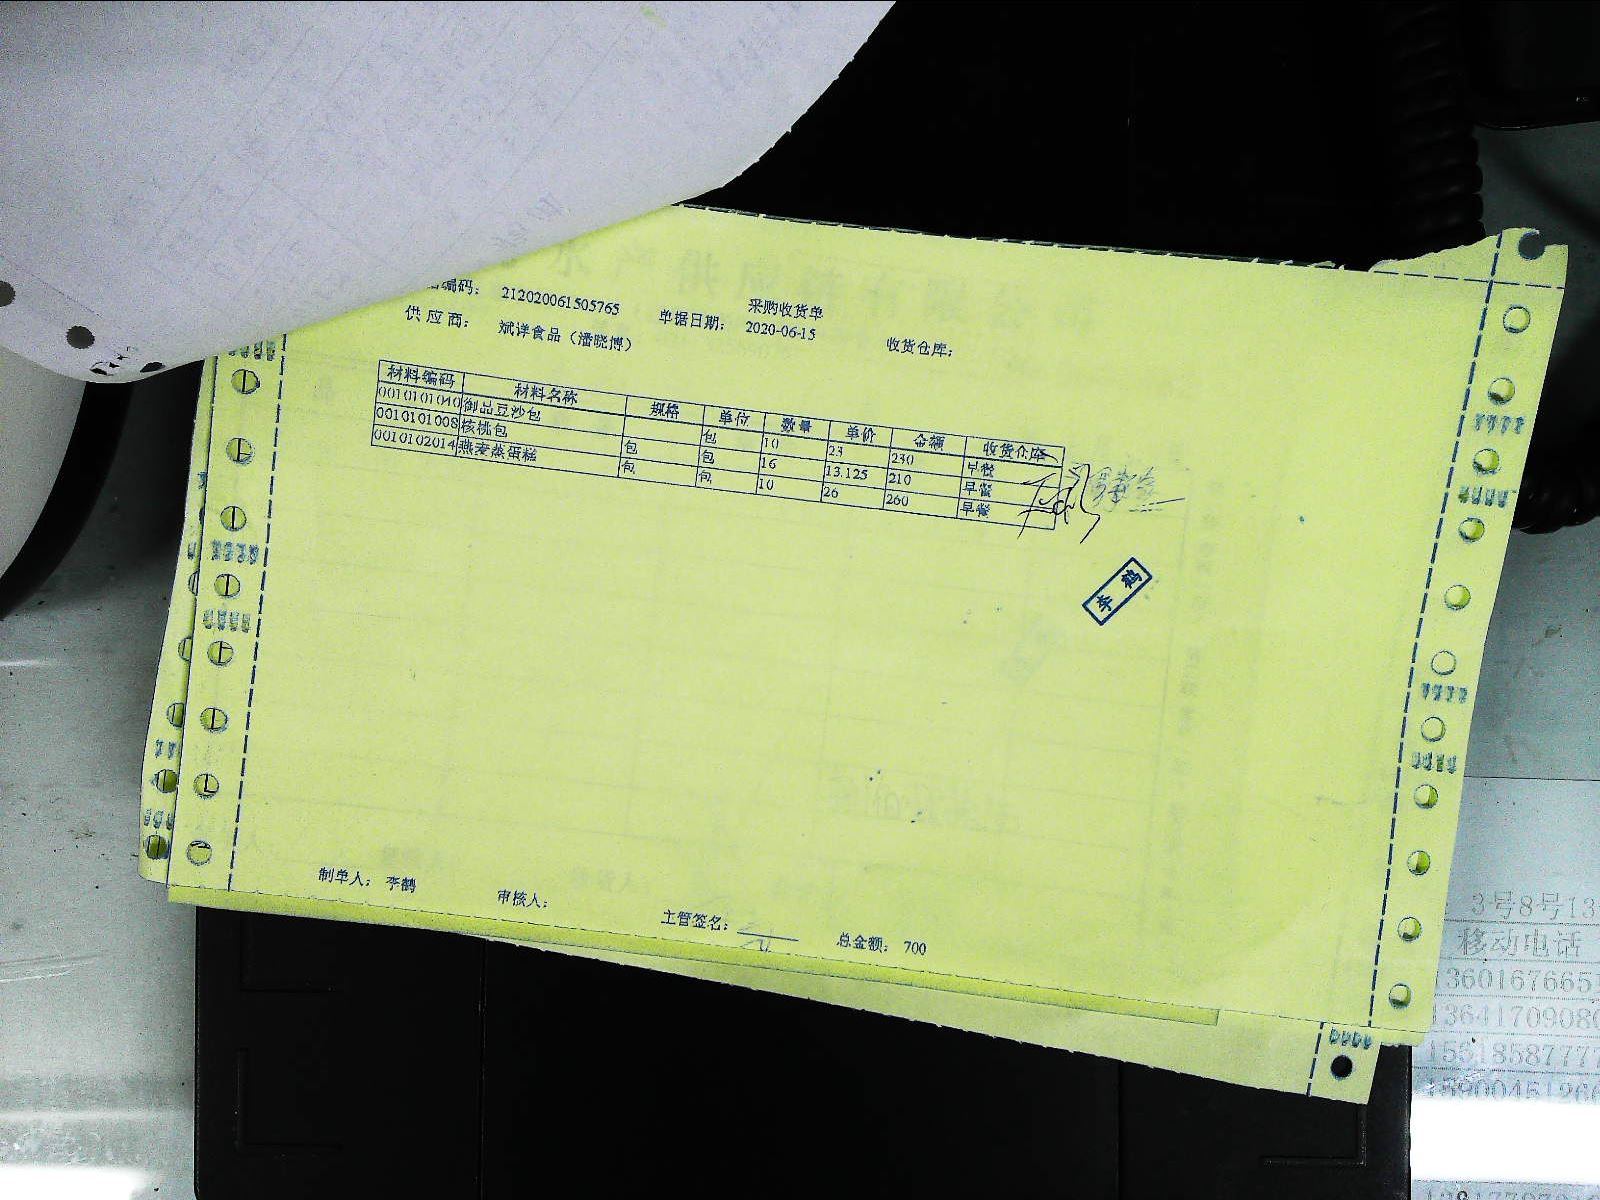 采购收货单
编码： 212020061505765 单据日期： 2020-06-15 收货仓库：
供应商： 斌详食品（潘晓博）
材料编码 材料名称 规格 单位 数量 单价 金额 收货仓库
0010101040 御品豆沙包 包 10 23 230 早餐
0010101008 核桃包 包 包 16 13.125 210 早餐
0010102014 燕麦蒸蛋糕 包 包 10 26 260 早餐
李鹤
制单人： 李鹤 审核人： 主管签名： 总金额： 700
3号8号13
移动电话
1360167665
1364170908
1561858777
1590045126